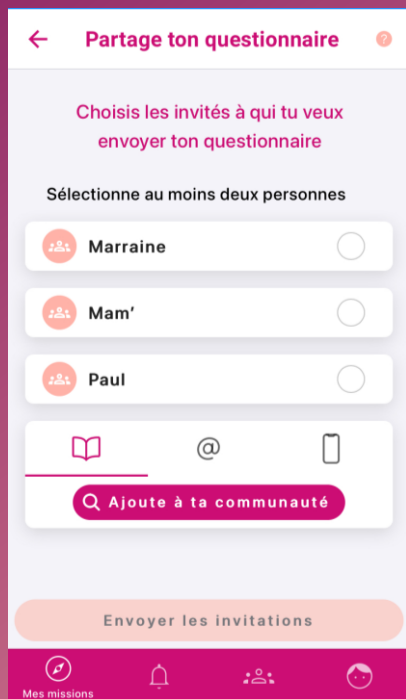 Partage ton questionnaire
?
Choisis les invités à qui tu veux
envoyer ton questionnaire
Sélectionne au moins deux personnes
Marraine
Mam’
Paul
@
Ajoute à ta communauté
Envoyer les invitations
Mes missions